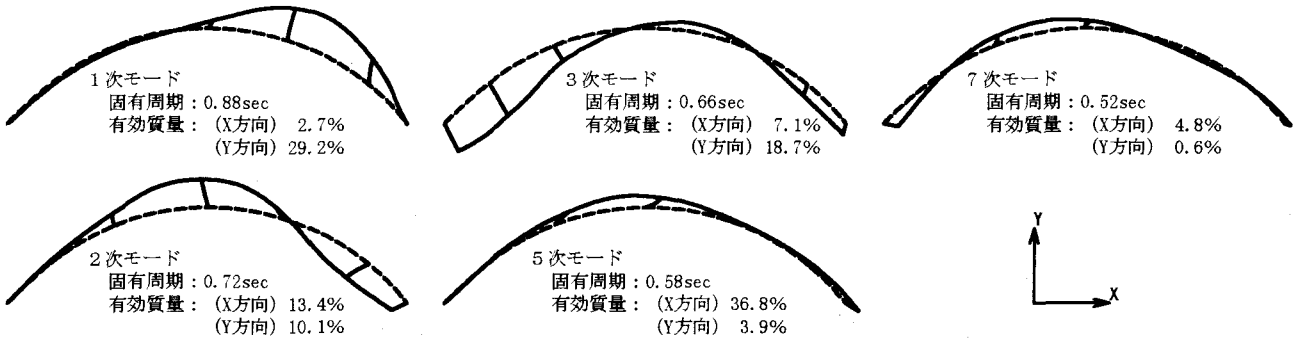 1次モード
固有周期：0.88sec
有効質量： (X方向) 2.7%
(Y方向) 29.2%
3次モード
固有周期：0.66sec
有効質量： (X方向) 7.1%
(Y方向) 18.7%
7次モード
固有周期：0.52sec
有効質量： (X方向) 4.8%
(Y方向) 0.6%
2次モード
固有周期：0.72sec
有効質量： (X方向) 13.4%
(Y方向) 10.1%
5次モード
固有周期：0.58sec
有効質量： (X方向) 36.8%
(Y方向) 3.9%
Y
X